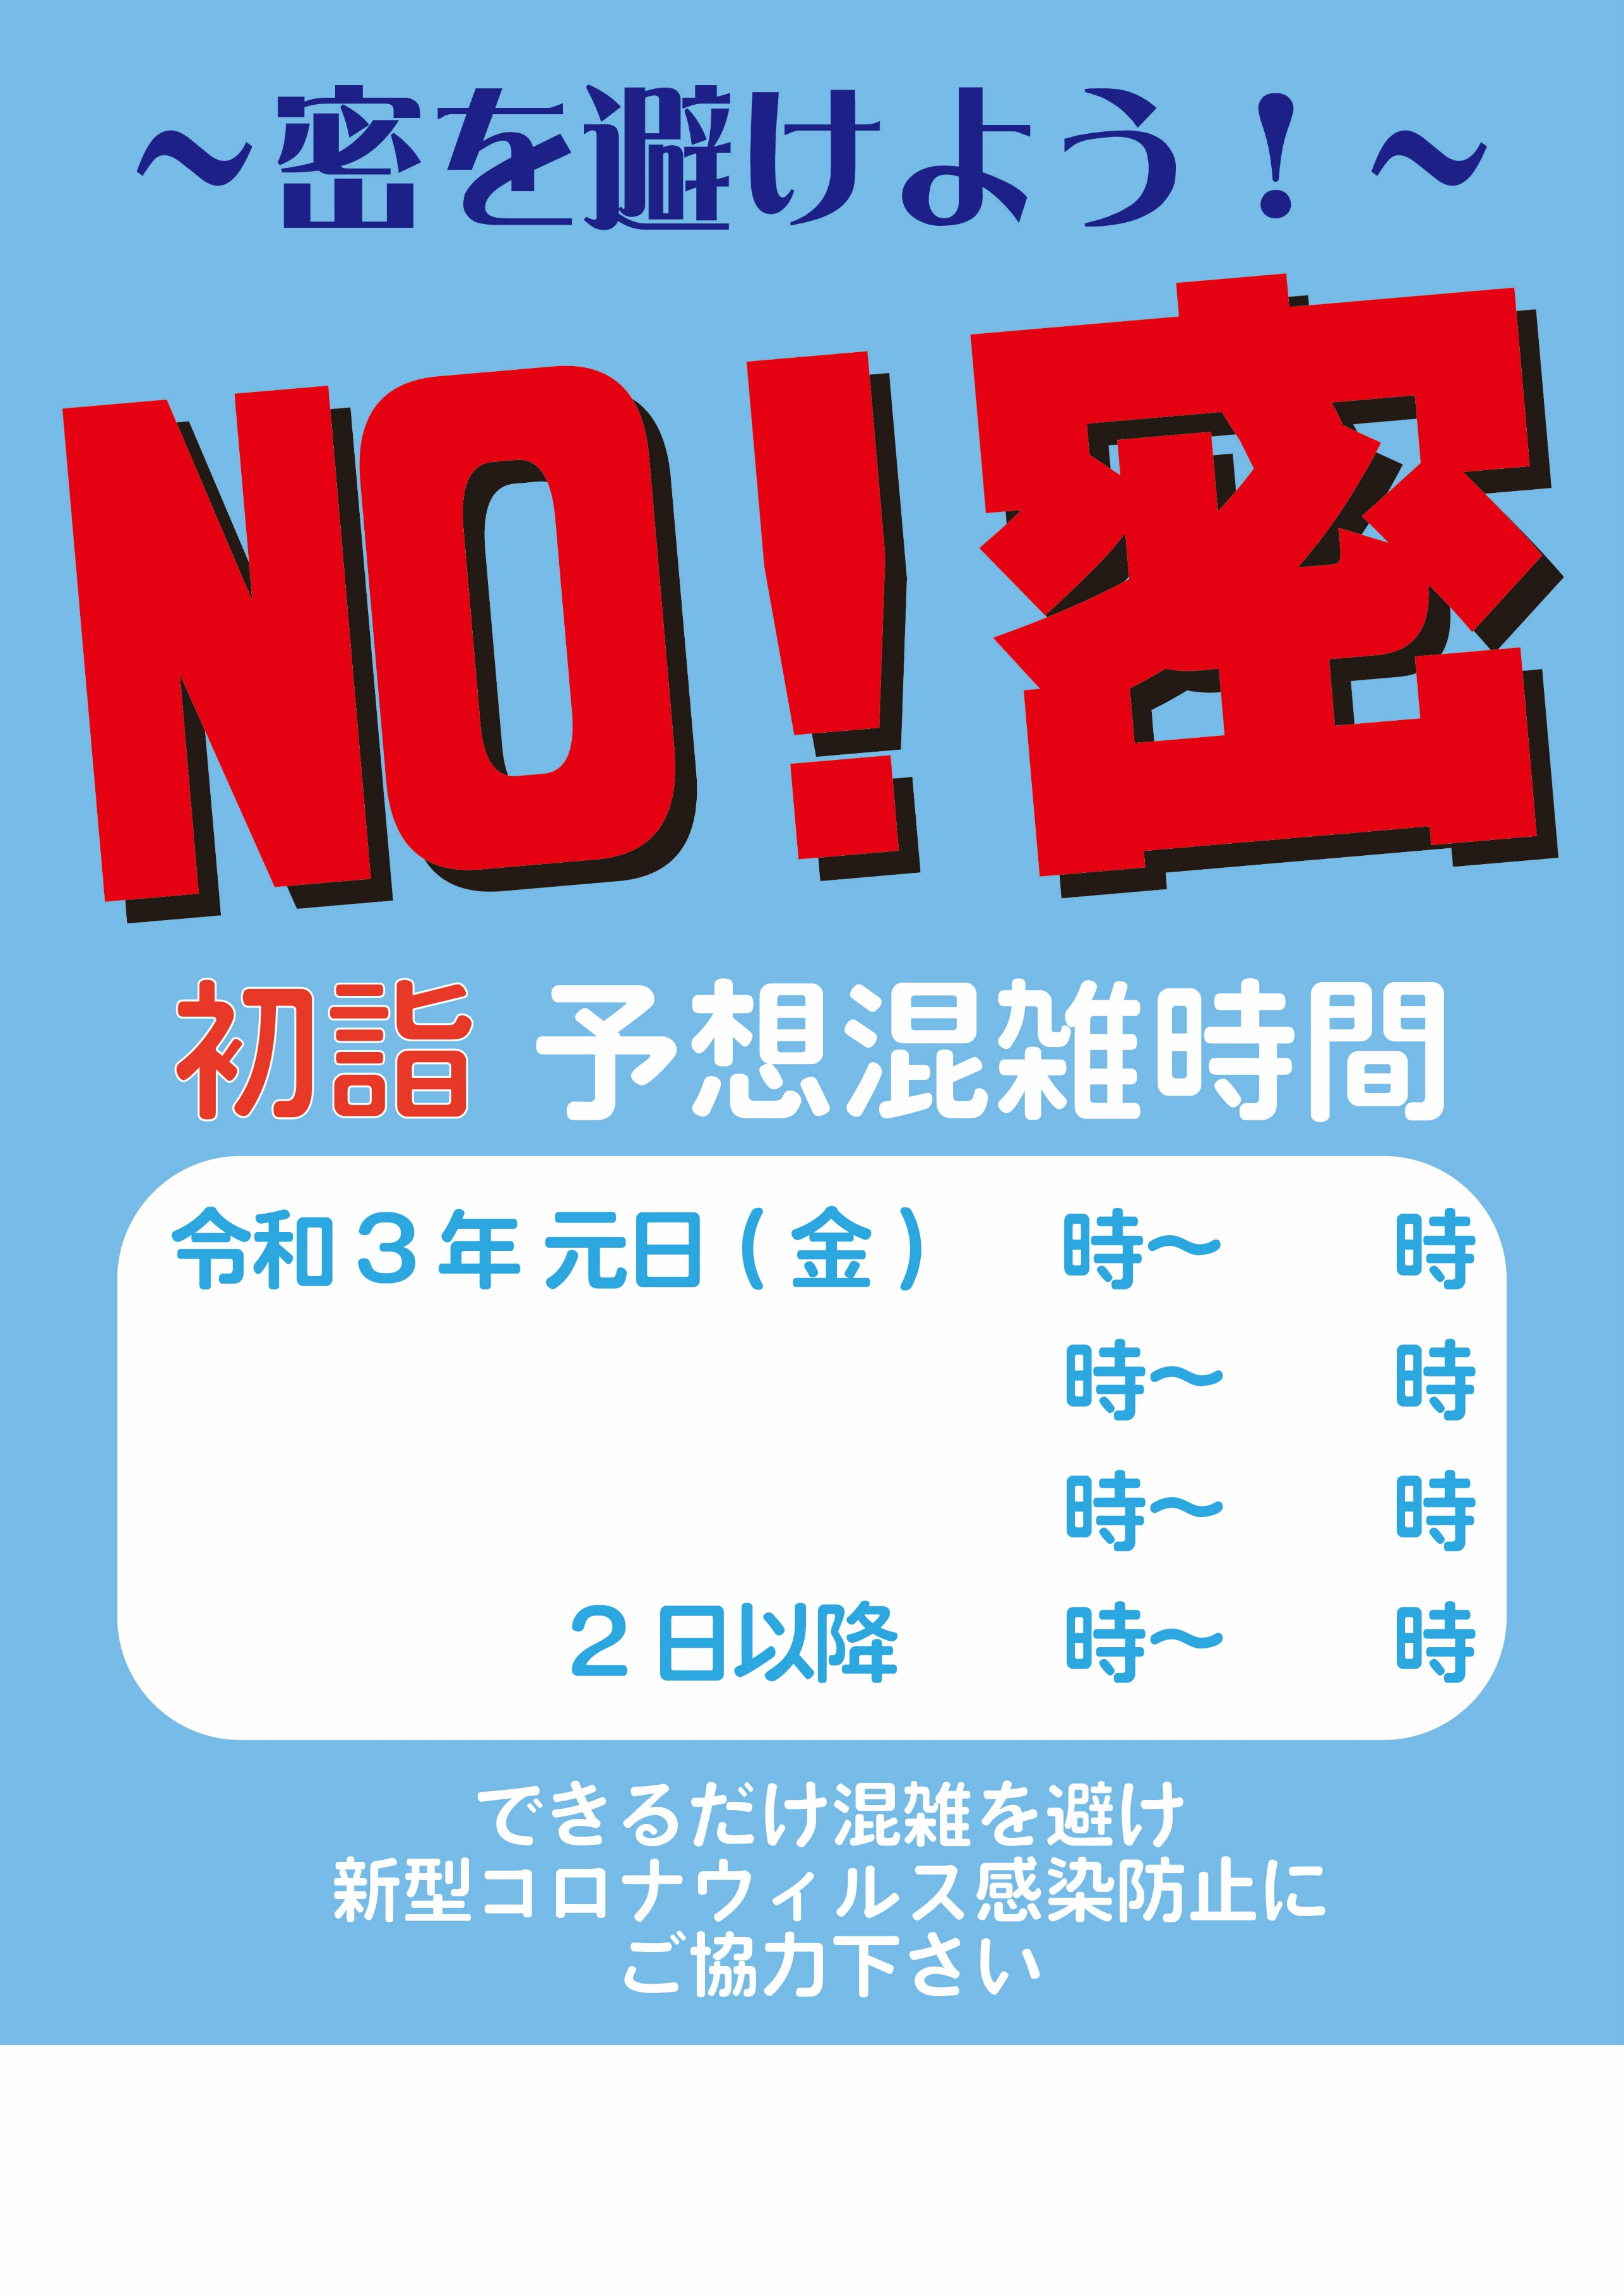 ～密を避けよう！～
NO!密
初詣 予想混雑時間
令和３年元日（金） 時～ 時
時～ 時
時～ 時
２日以降 時～ 時
できるだけ混雑を避け
新型コロナウィルス感染防止に
ご協力下さい